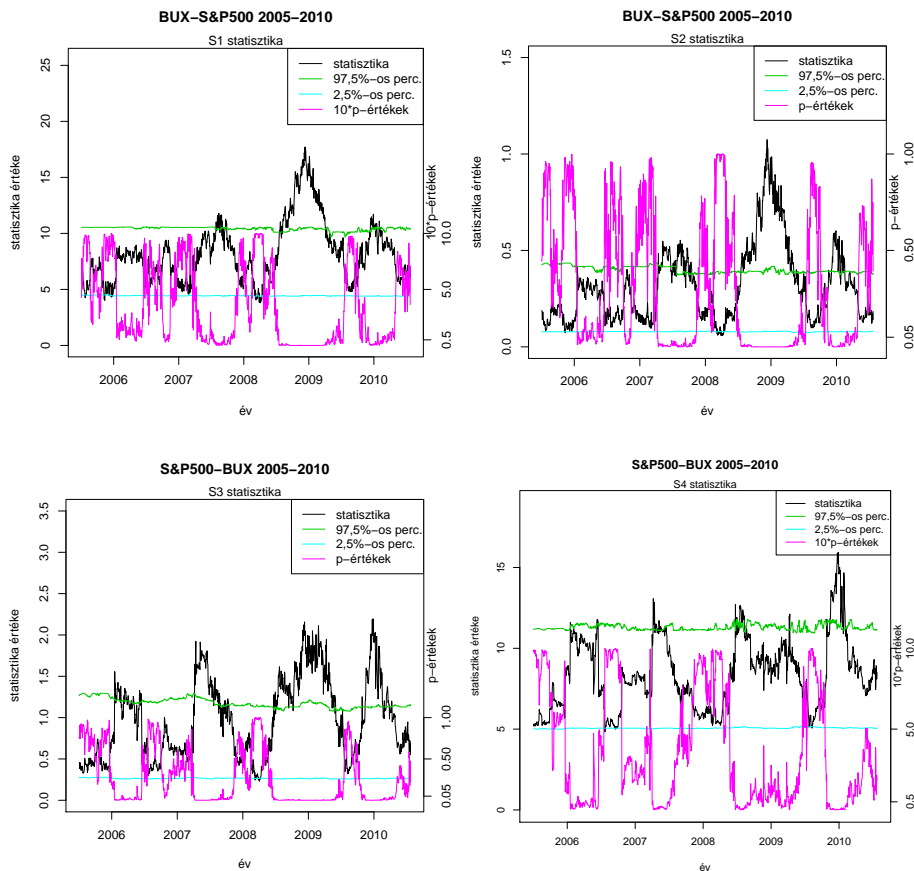 BUX−S&P500 2005−2010
S1 statisztika
statisztika
97,5%−os perc.
2,5%−os perc.
10*p−értékek
statisztika értéke
25
20
15
10
5
0
10*p−értékek
10.0
5.0
0.5
2006 2007 2008 2009 2010
év
BUX−S&P500 2005−2010
S2 statisztika
statisztika
97,5%−os perc.
2,5%−os perc.
p−értékek
statisztika értéke
1.5
1.0
0.5
0.0
p−értékek
1.00
0.50
0.05
2006 2007 2008 2009 2010
év
S&P500−BUX 2005−2010
S3 statisztika
statisztika
97,5%−os perc.
2,5%−os perc.
p−értékek
statisztika értéke
3.5
3.0
2.5
2.0
1.5
1.0
0.5
0.0
p−értékek
1.00
0.50
0.05
2006 2007 2008 2009 2010
év
S&P500−BUX 2005−2010
S4 statisztika
statisztika
97,5%−os perc.
2,5%−os perc.
10*p−értékek
statisztika értéke
15
10
5
0
10*p−értékek
10.0
5.0
0.5
2006 2007 2008 2009 2010
év